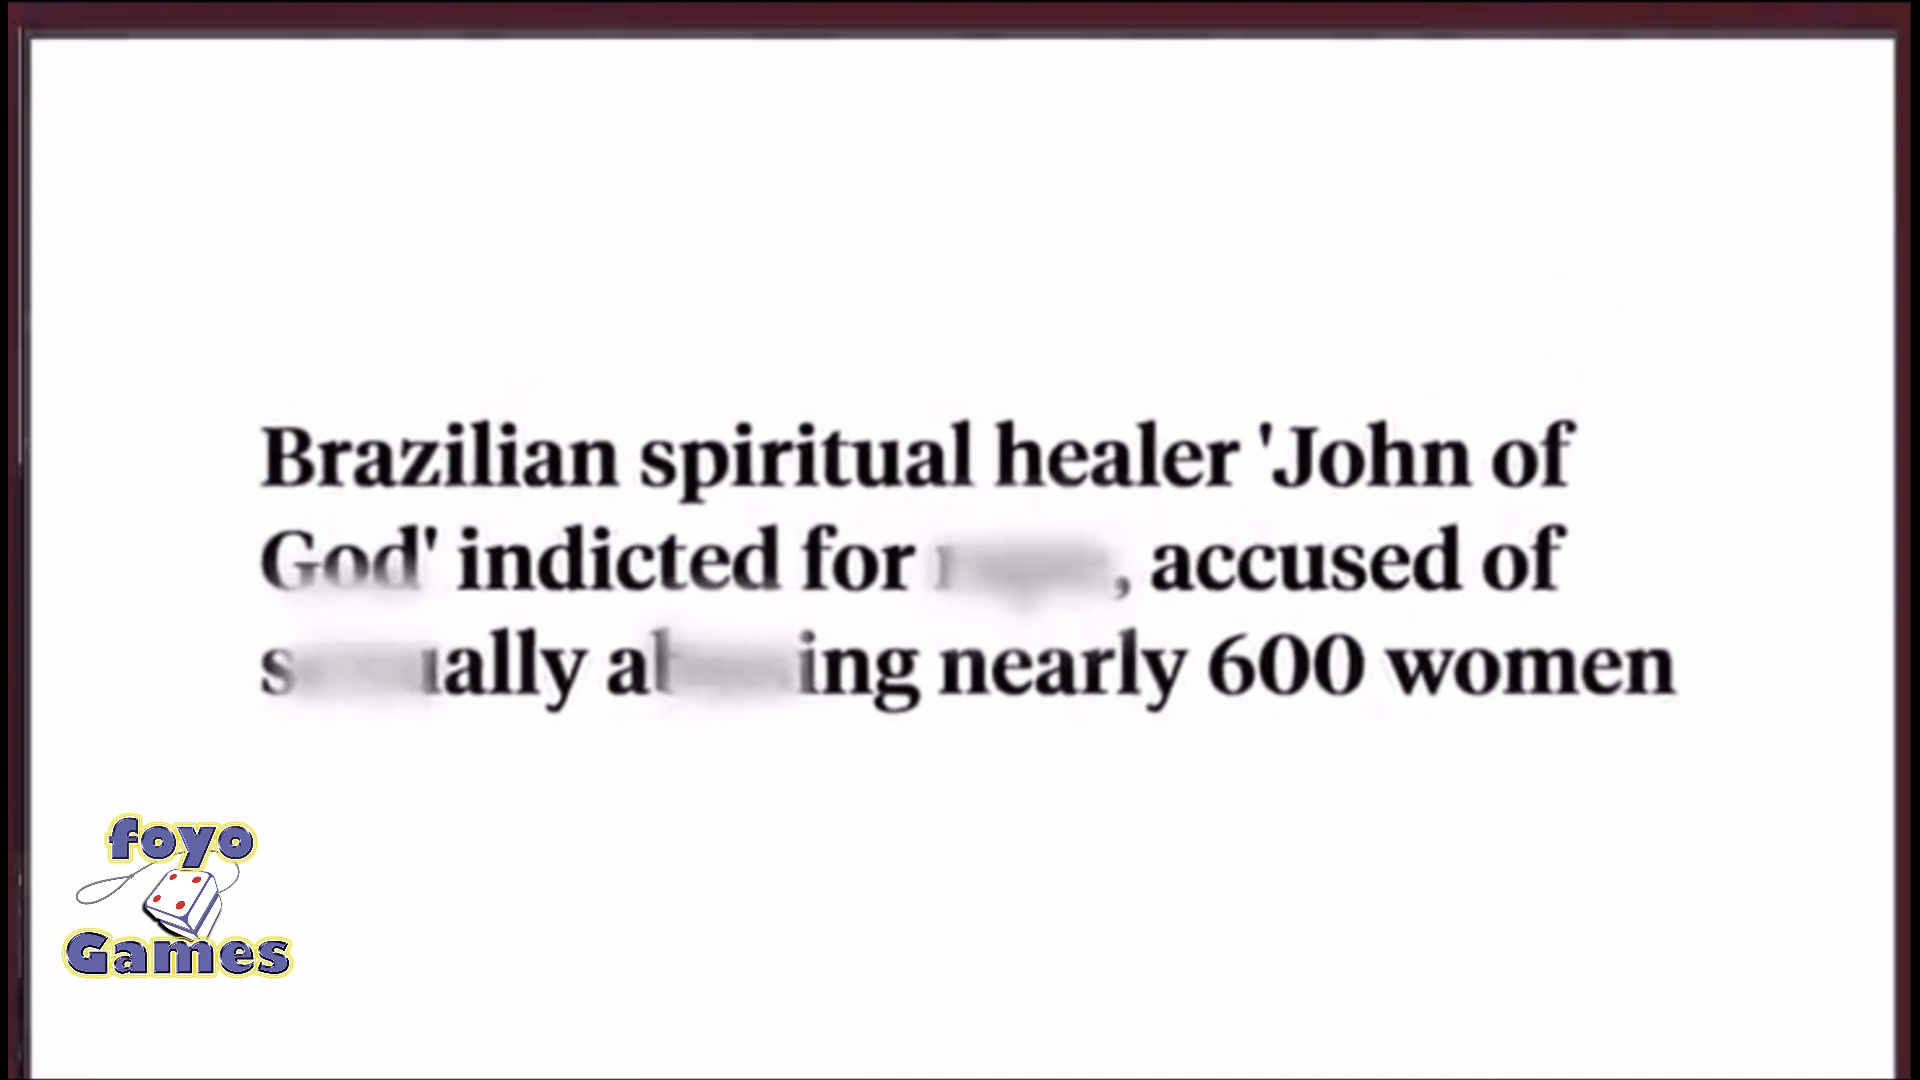 Brazilian spiritual healer 'John of
God' indicted for , accused of
nearly 600 women
foyo
Games